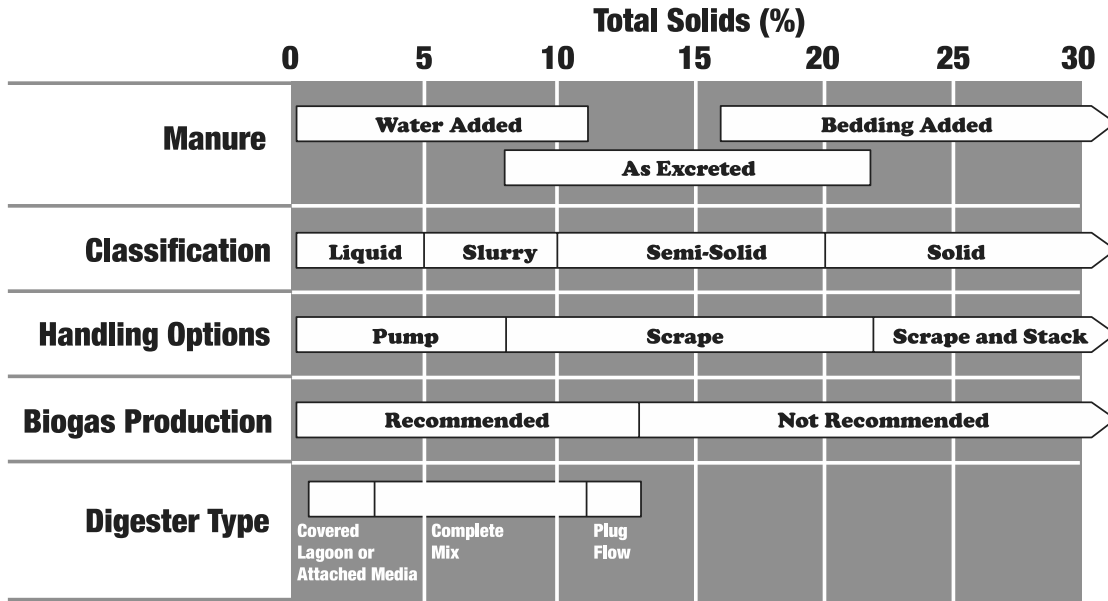 Total Solids (%)
0 5 10 15 20 25 30
Manure
Water Added
Bedding Added
As Excreted
Classification
Liquid
Slurry
Semi-Solid
Solid
Handling Options
Pump
Scrape
Scrape and Stack
Biogas Production
Recommended
Not Recommended
Digester Type
Covered
Lagoon or
Attached Media
Complete
Mix
Plug
Flow